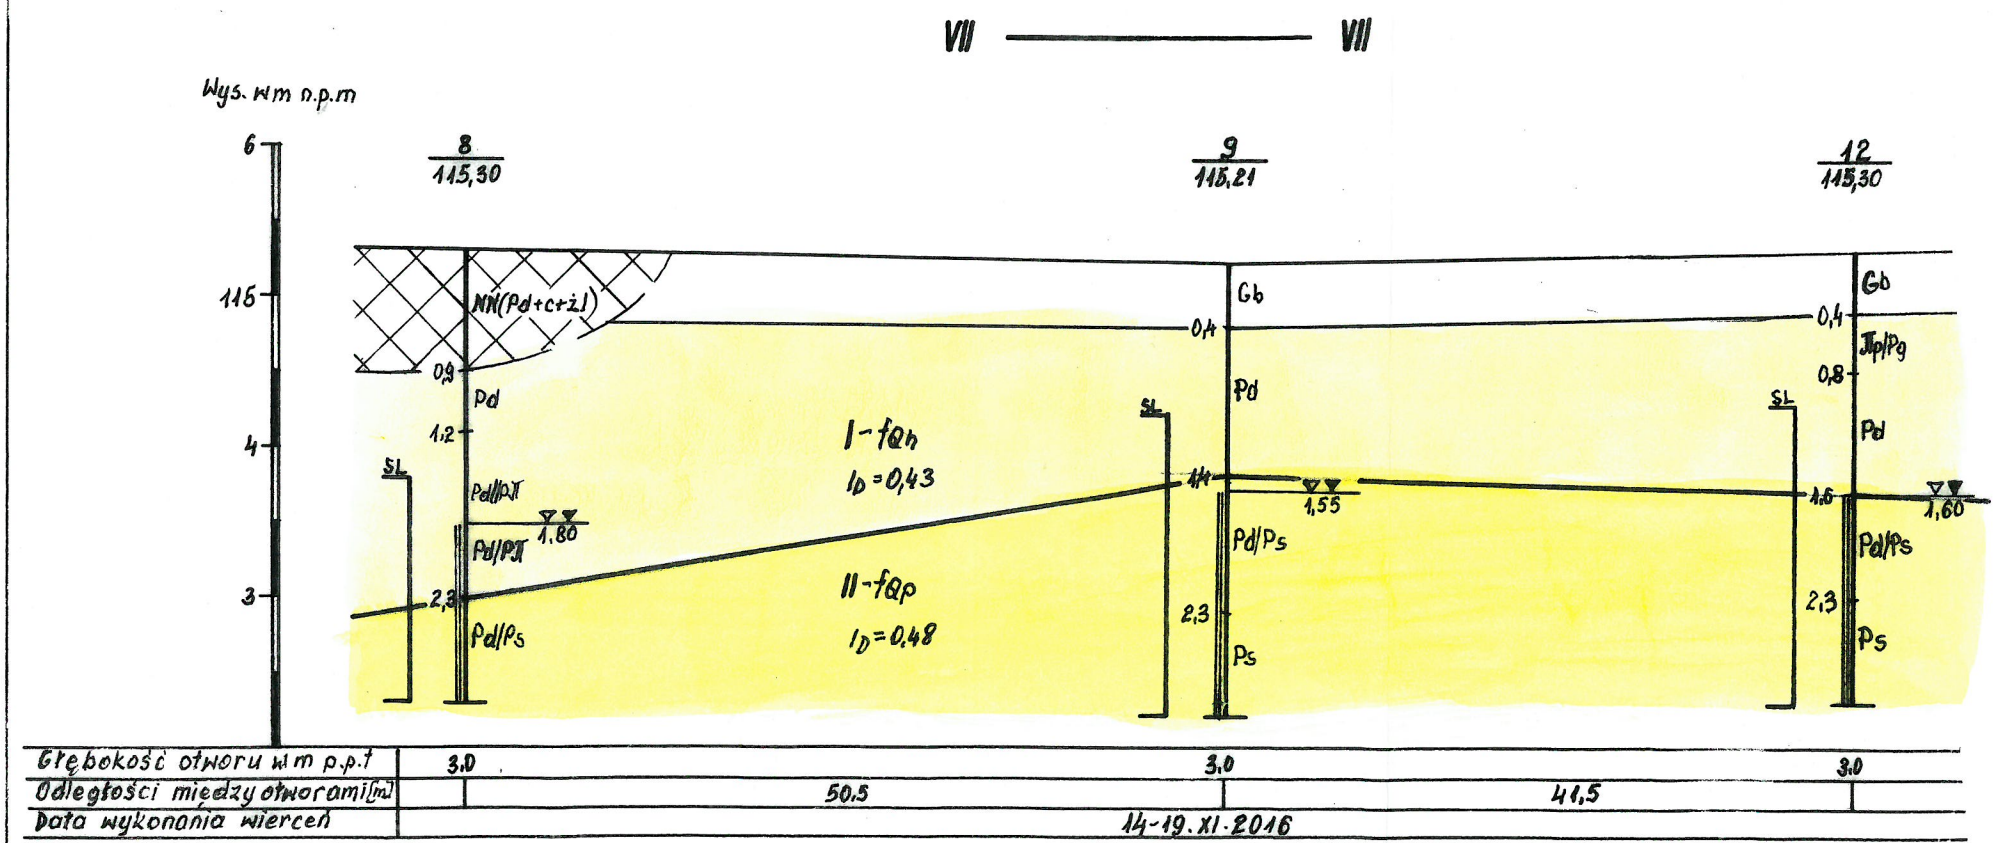 VII VII
Wys. w m n.p.m
6
8
115,30
9
115,21
12
115,30
115
NN(Pd+c+żl)
Gb
Gb
0,4
0,4
Πp/Pg
0,9
0,8
Pd
Pd
SL
SL
1,2
4
I-fQh
Pd
SL
ID=0,43
1,4
Pd//PΠ
1,55
1,6
1,60
1,80
Pd/PΠ
Pd/Ps
Pd/Ps
II-fQp
3
2,3
2,3
2,3
Pd/Ps
ID=0,48
Ps
Ps
Głębokość otworu w m p.p.t 3.0 3.0 3.0
Odległości między otworami[m] 50.5 41,5
Data wykonania wierceń 14-19.XI.2016